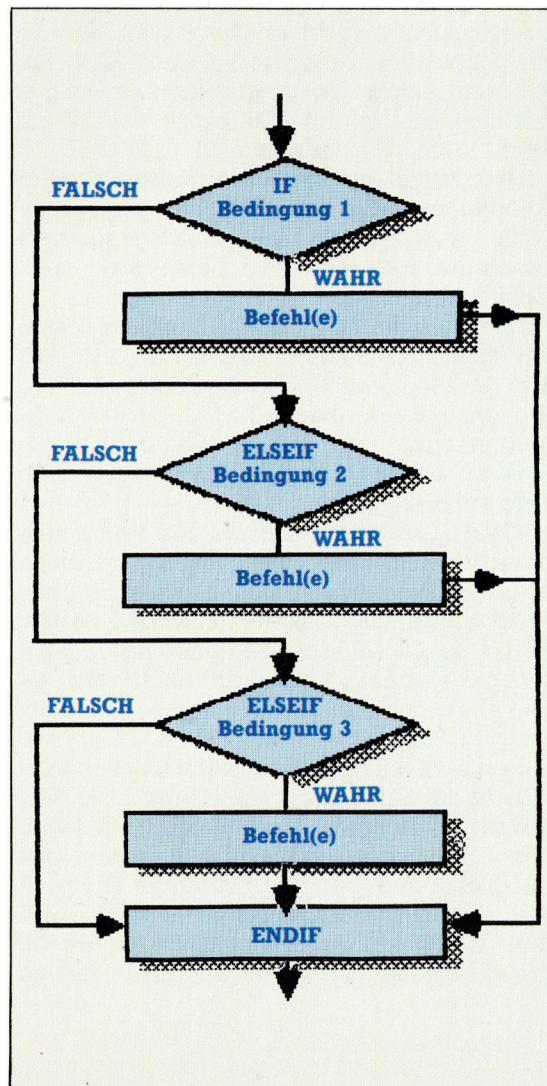 IF
Bedingung 1
FALSCH
WAHR
Befehl(e)
ELSEIF
Bedingung 2
FALSCH
WAHR
Befehl(e)
ELSEIF
Bedingung 3
FALSCH
WAHR
Befehl(e)
ENDIF